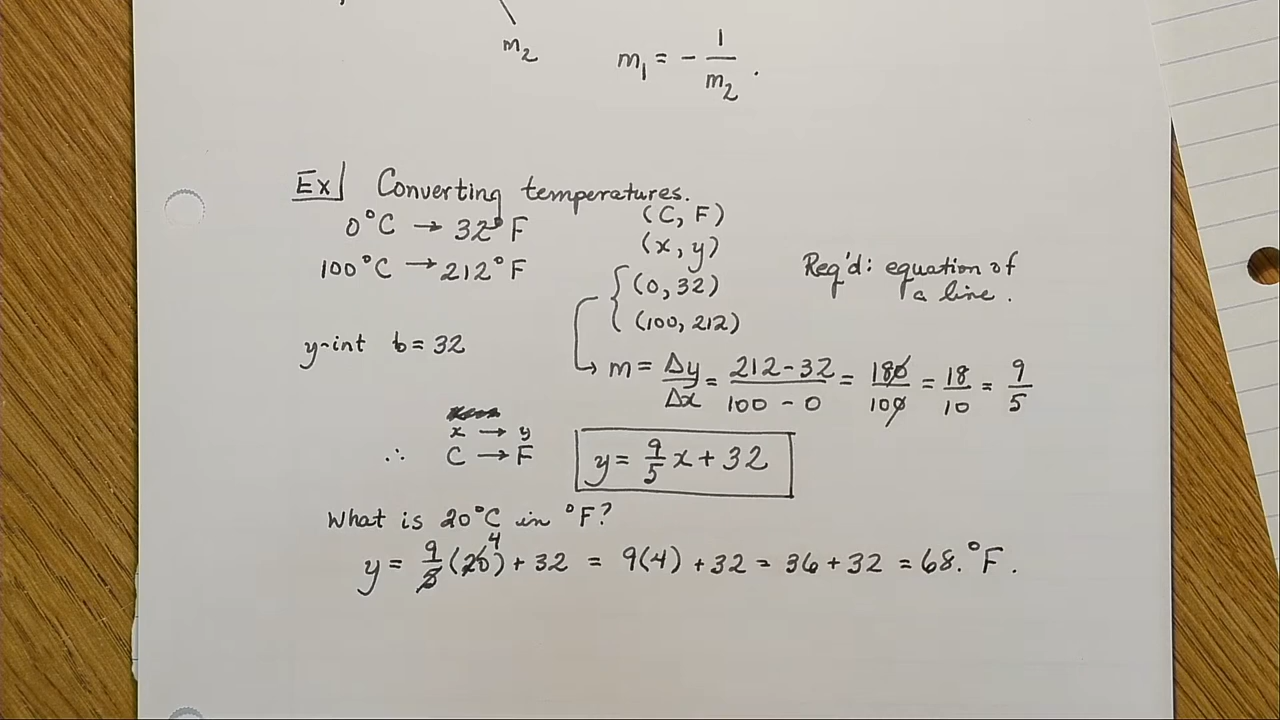 m₂
m₁ = - 1/m₂ .
Ex| Converting temperatures.
0°C → 32°F (C, F)
(x, y)
100°C → 212°F (0, 32) Req'd: equation of a line.
(100, 212)
y-int b = 32
m = Δy/Δx = 212 - 32/100 - 0 = 180/100 = 18/10 = 9/5
x → y
∴ C → F y = 9/5 x + 32
What is 20°C in °F?
y = 9/5 (20 4) + 32 = 9(4) + 32 = 36 + 32 = 68.°F .